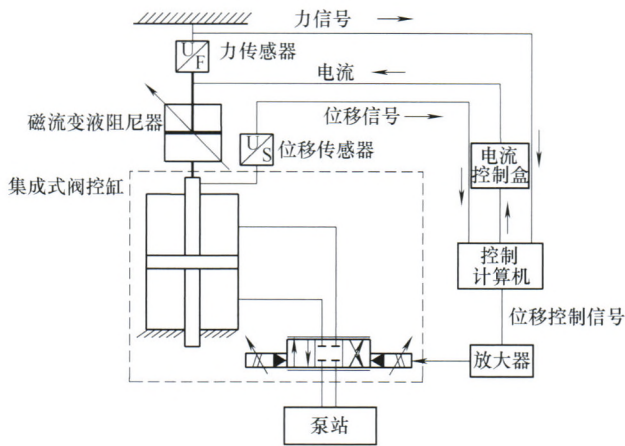 力信号
U
F
力传感器
电流
磁流变液阻尼器
位移信号
U
S
位移传感器
电流
控制盒
集成式阀控缸
控制
计算机
位移控制信号
放大器
泵站